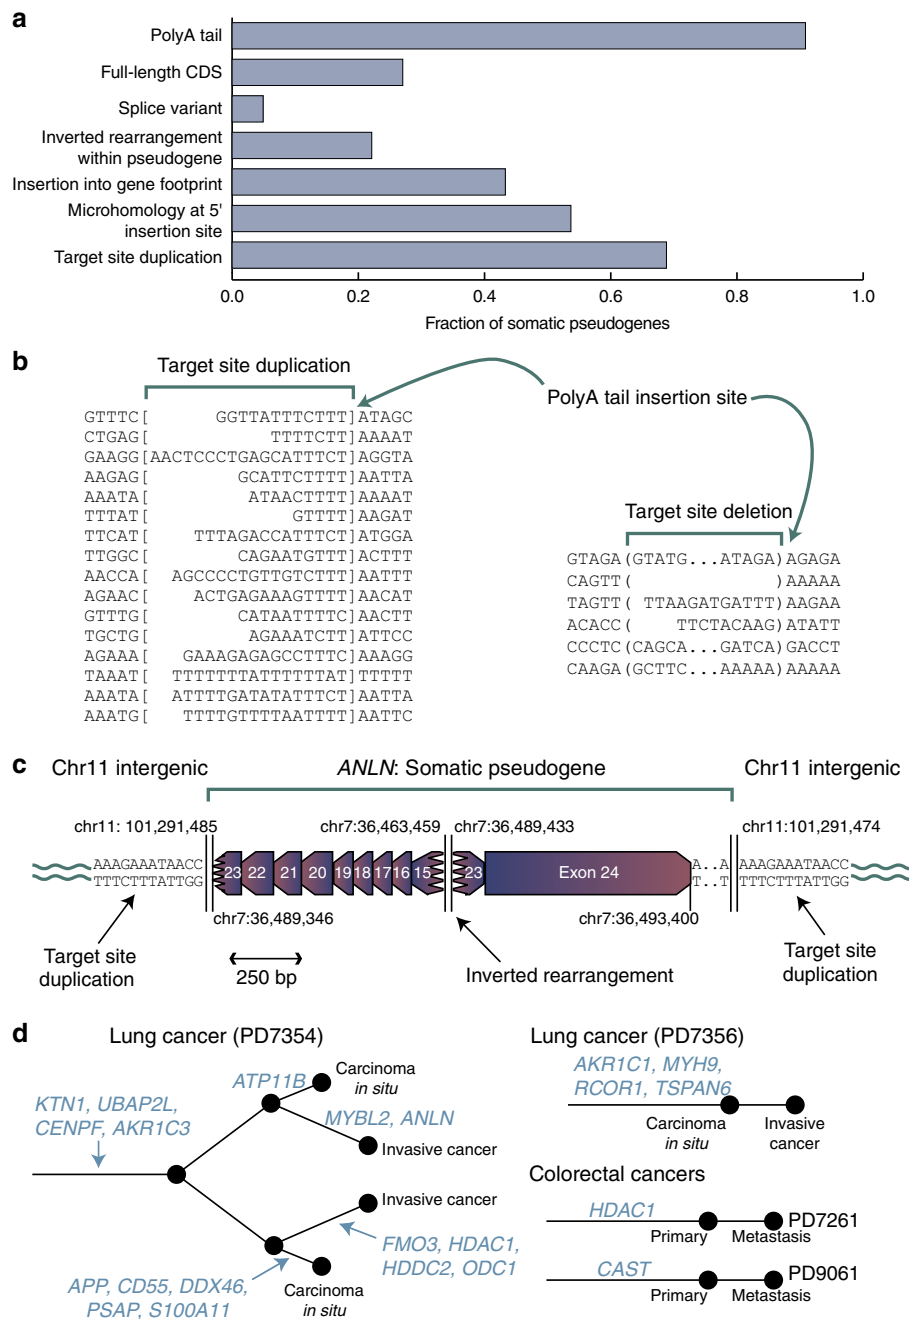 a
PolyA tail
Full-length CDS
Splice variant
Inverted rearrangement
within pseudogene
Insertion into gene footprint
Microhomology at 5'
insertion site
Target site duplication
0.0 0.2 0.4 0.6 0.8 1.0
Fraction of somatic pseudogenes
b
Target site duplication
PolyA tail insertion site
GTTTC[ GGTTATTTCTTT]ATAGC
CTGAG[ TTTTCTT]AAAAT
GAAGG[AACTCCCTGAGCATTTCT]AGGTA
AAGAG[ GCATTCTTTT]AATTA
AAATA[ ATAACTTTT]AAAAT
TTTAT[ GTTTT]AAGAT
TTCAT[ TTTAGACCATTTCT]ATGGA
TTGGC[ CAGAATGTTT]ACTTT
AACCA[ AGCCCCTGTTGTCTTT]AATTT
AGAAC[ ACTGAGAAAGTTTT]AACAT
GTTTG[ CATAATTTTC]AACTT
TGCTG[ AGAAATCTT]ATTCC
AGAAA[ GAAAGAGAGCCTTTC]AAAGG
TAAAT[ TTTTTTTATTTTTTAT]TTTTT
AAATA[ ATTTTGATATATTTCT]AATTA
AAATG[ TTTTGTTTTAATTTT]AATTC
Target site deletion
GTAGA(GTATG...ATAGA)AGAGA
CAGTT( )AAAAA
TAGTT( TTAAGATGATTT)AAGAA
ACACC( TTCTACAAG)ATATT
CCCTC(CAGCA...GATCA)GACCT
CAAGA(GCTTC...AAAAA)AAAAA
c
Chr11 intergenic
ANLN: Somatic pseudogene
Chr11 intergenic
chr11: 101,291,485
chr7:36,463,459
chr7:36,489,433
chr11:101,291,474
AAAGAAATAACC
TTTCTTTATTGG
23 22 21 20 19 18 17 16 15
23 Exon 24
A..A
T..T
AAAGAAATAACC
TTTCTTTATTGG
chr7:36,489,346
chr7:36,493,400
Target site
duplication
250 bp
Inverted rearrangement
Target site
duplication
d
Lung cancer (PD7354)
KTN1, UBAP2L,
CENPF, AKR1C3
ATP11B
Carcinoma
in situ
MYBL2, ANLN
Invasive cancer
Invasive cancer
FMO3, HDAC1,
HDDC2, ODC1
APP, CD55, DDX46,
PSAP, S100A11
Carcinoma
in situ
Lung cancer (PD7356)
AKR1C1, MYH9,
RCOR1, TSPAN6
Carcinoma
in situ
Invasive
cancer
Colorectal cancers
HDAC1
PD7261
Primary
Metastasis
CAST
PD9061
Primary
Metastasis